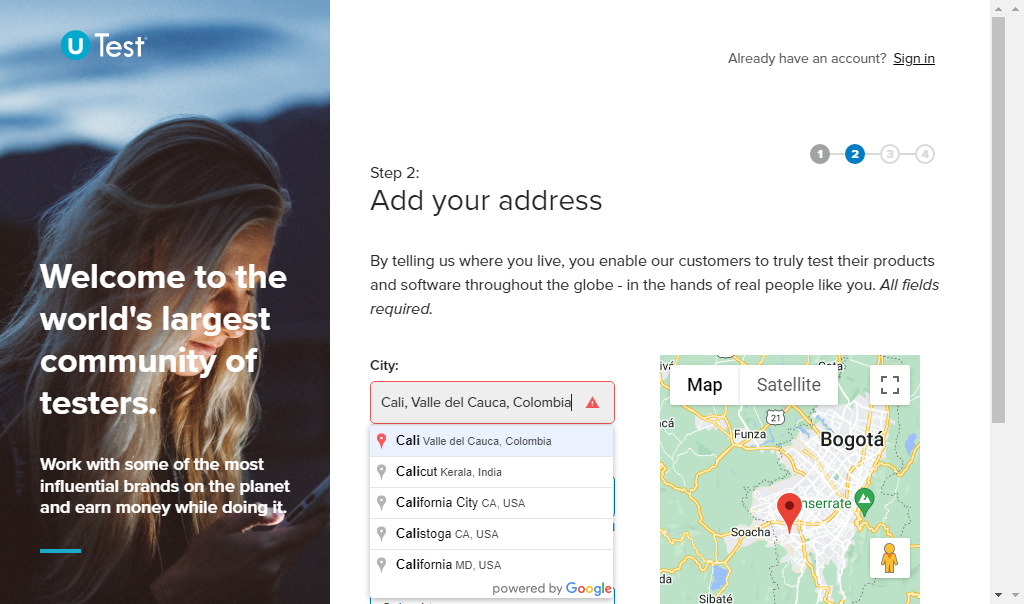 U Test
Already have an account? Sign in
1 2 3 4
Step 2:
Add your address
Welcome to the
world's largest
community of
testers.
Work with some of the most
influential brands on the planet
and earn money while doing it.
By telling us where you live, you enable our customers to truly test their products
and software throughout the globe - in the hands of real people like you. All fields
required.
City:
Cali, Valle del Cauca, Colombia
Cali Valle del Cauca, Colombia
Calicut Kerala, India
California City CA, USA
Calistoga CA, USA
California MD, USA
powered by Google
Map Satellite
21
Funza
Bogotá
nserrate
Soacha
Sibaté